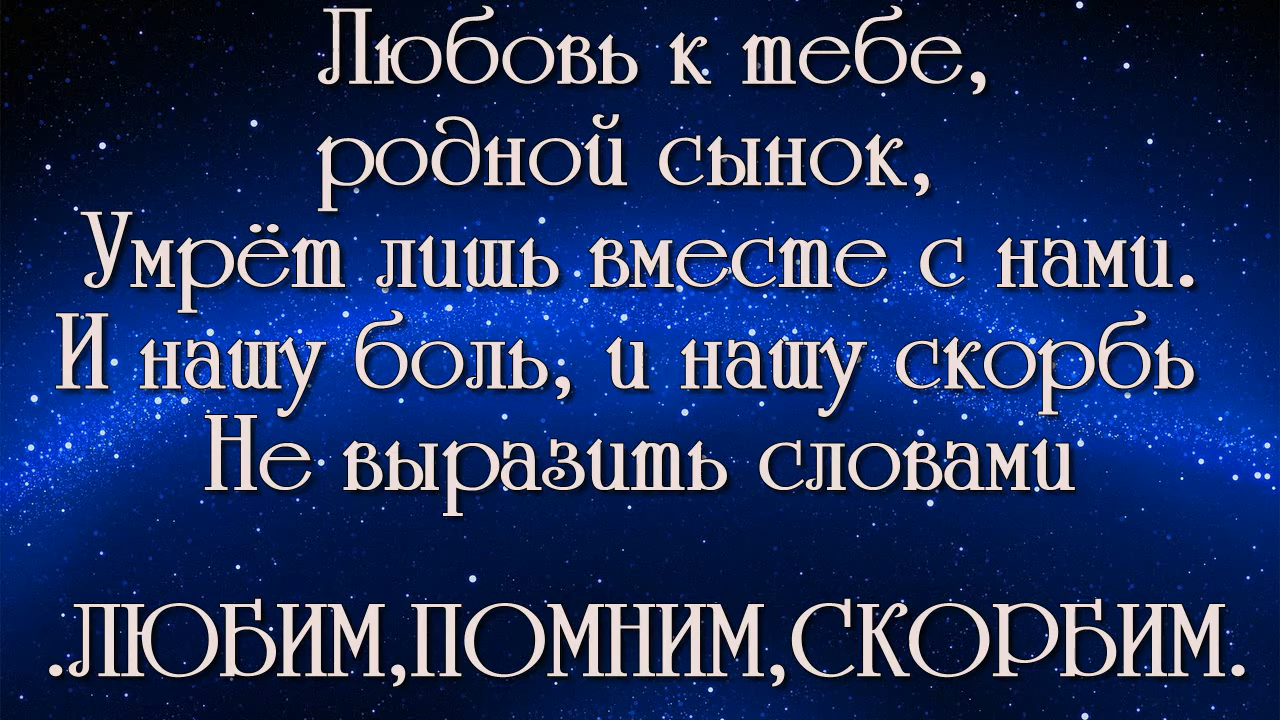 Любовь к тебе,
родной сынок,
Умрёт лишь вместе с нами.
И нашу боль, и нашу скорбь
Не выразить словами
.ЛЮБИМ,ПОМНИМ,СКОРБИМ.